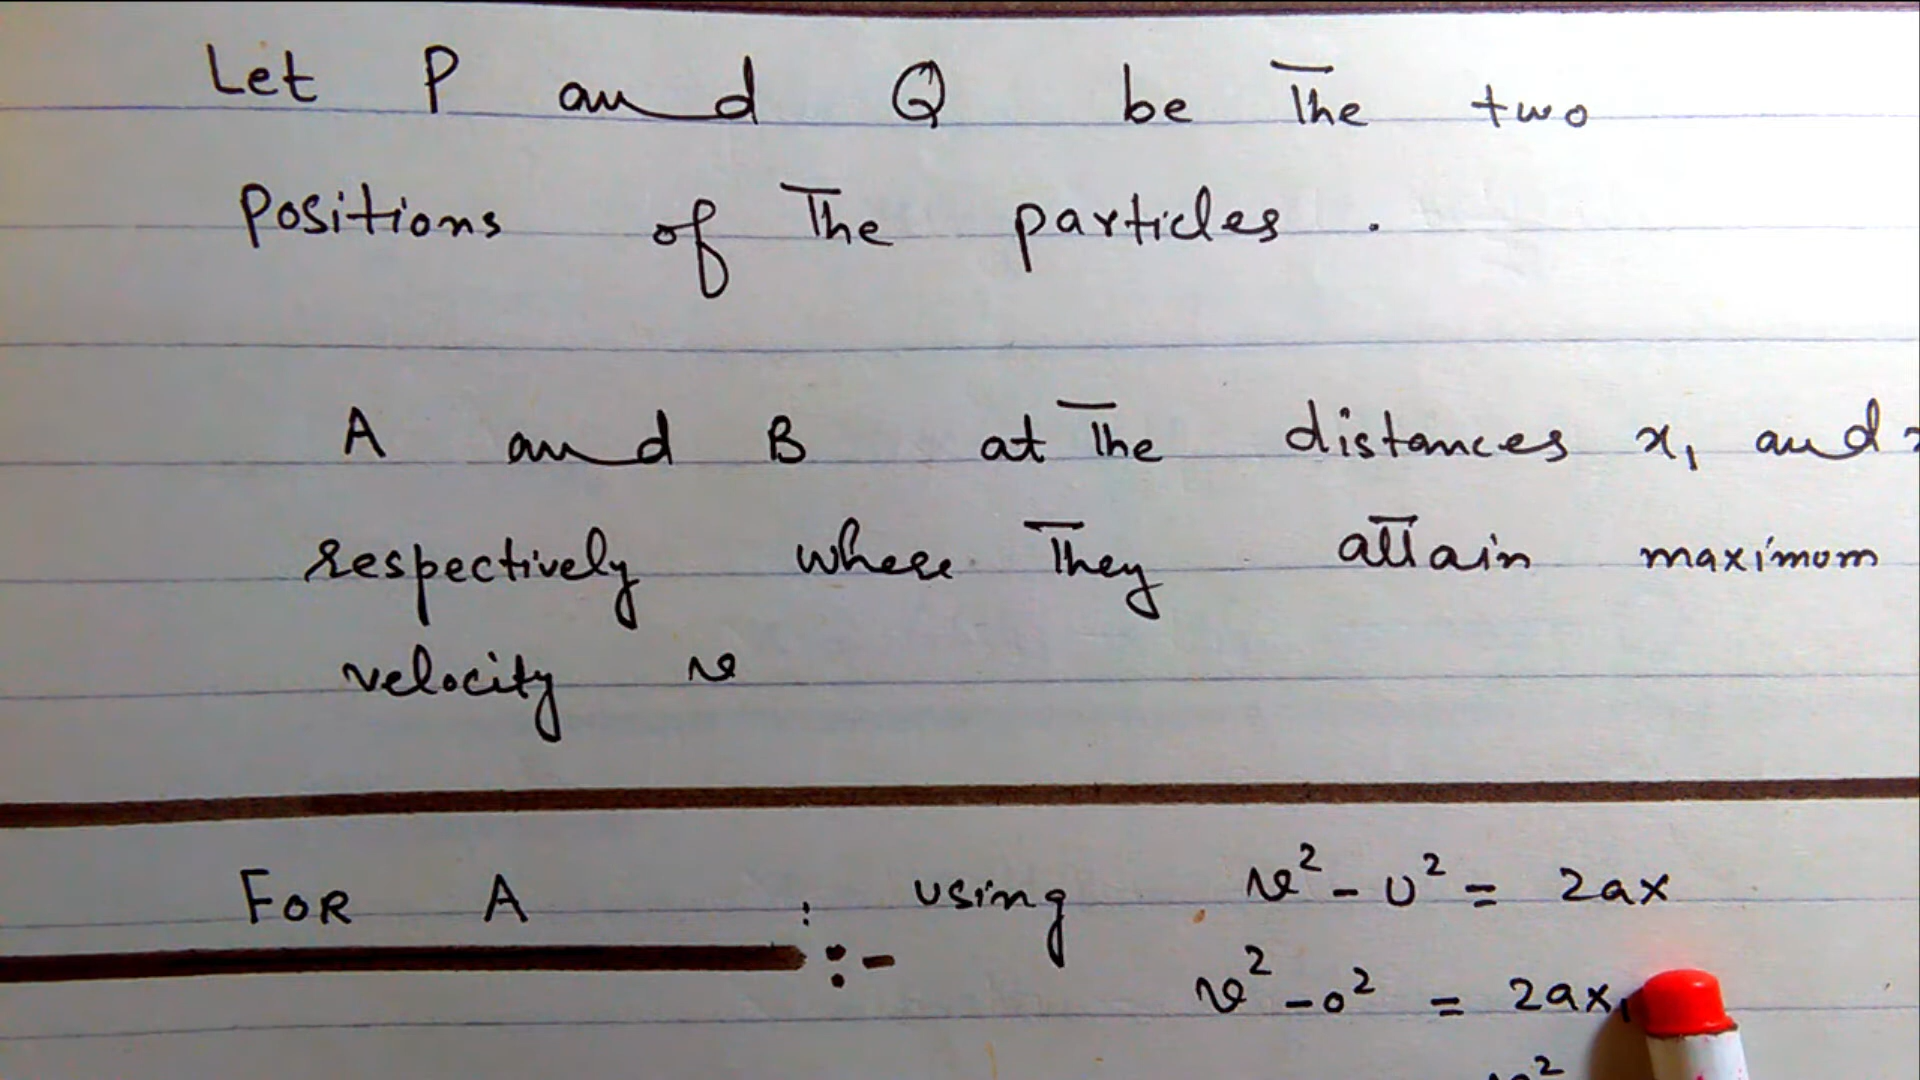 Let P and Q be the two
positions of the particles .
A and B at the distances x₁ and
respectively where they attain maximum
velocity v
FOR A :- using v² - u² = 2ax
v² - 0² = 2ax₁
v²